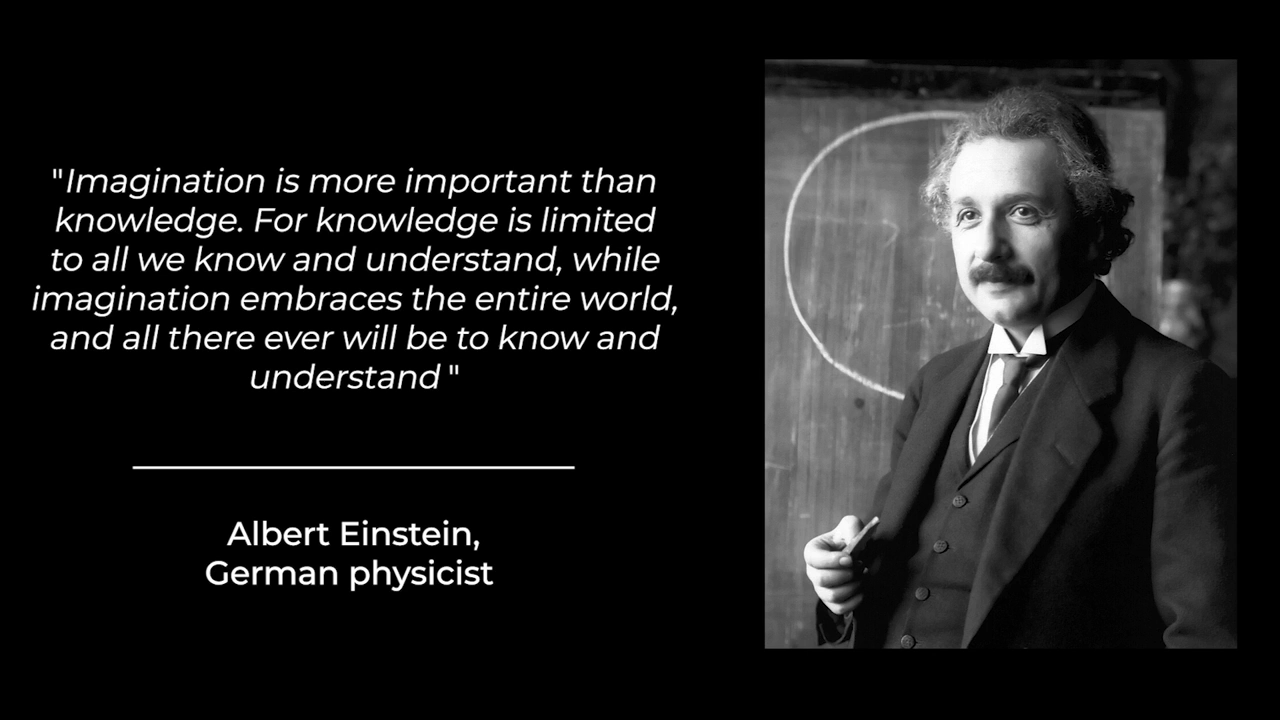 "Imagination is more important than
knowledge. For knowledge is limited
to all we know and understand, while
imagination embraces the entire world,
and all there ever will be to know and
understand "
Albert Einstein,
German physicist